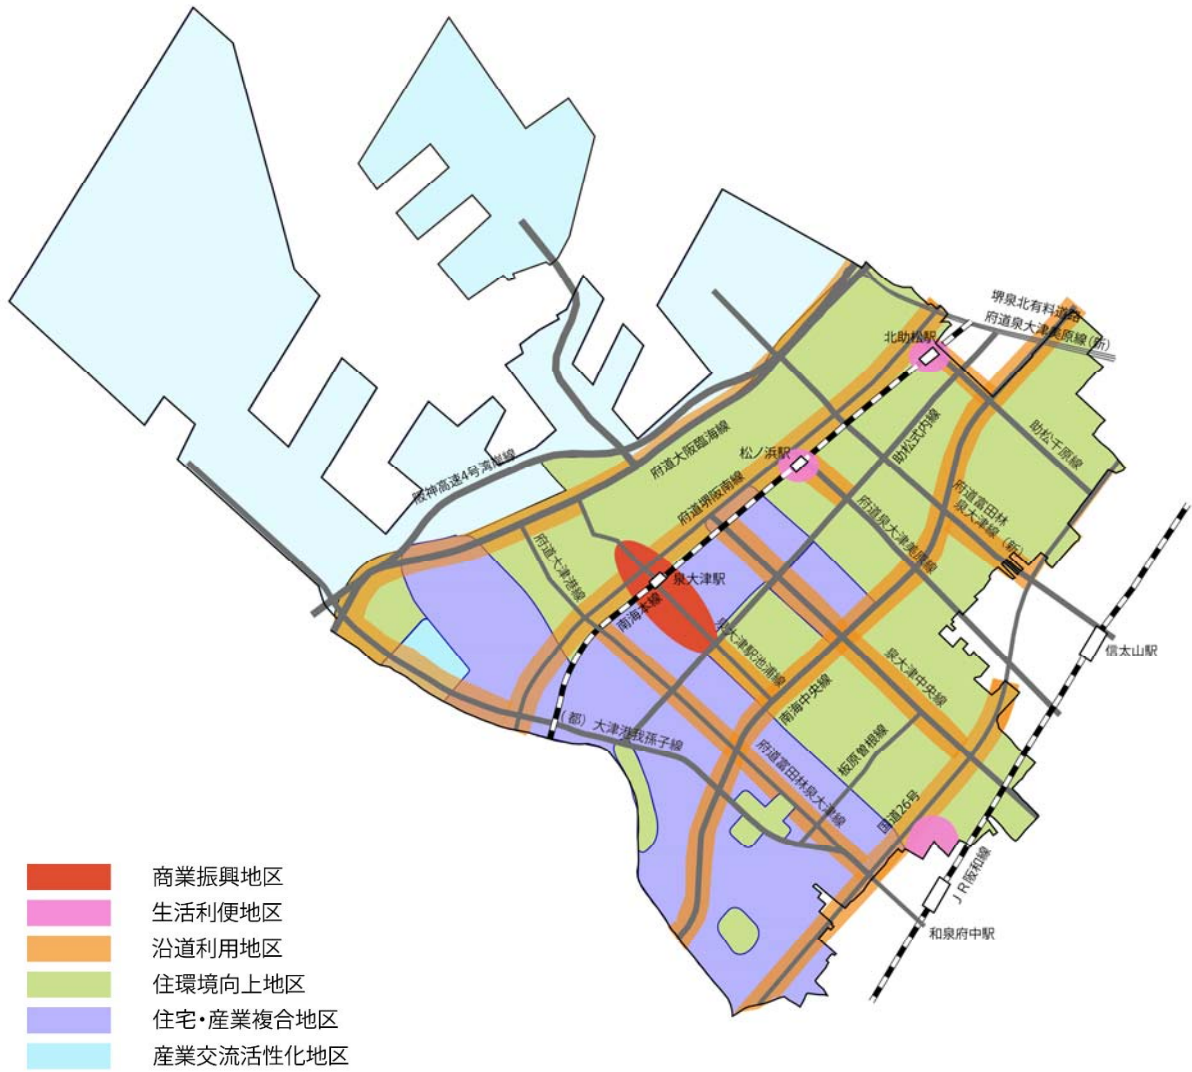 堺泉北有料道路
府道泉大津美原線(新)
北助松駅
助松式内線
助松千原線
府道大阪臨海線
松ノ浜駅
阪神高速4号湾岸線
府道堺阪南線
府道富田林
泉大津線(新)
府道泉大津美原線
府道大津港線
泉大津駅
南海本線
泉大津駅池浦線
泉大津中央線
信太山駅
南海中央線
(都)大津港我孫子線
板原曽根線
府道富田林泉大津線
国道26号
JR阪和線
和泉府中駅
商業振興地区
生活利便地区
沿道利用地区
住環境向上地区
住宅・産業複合地区
産業交流活性化地区